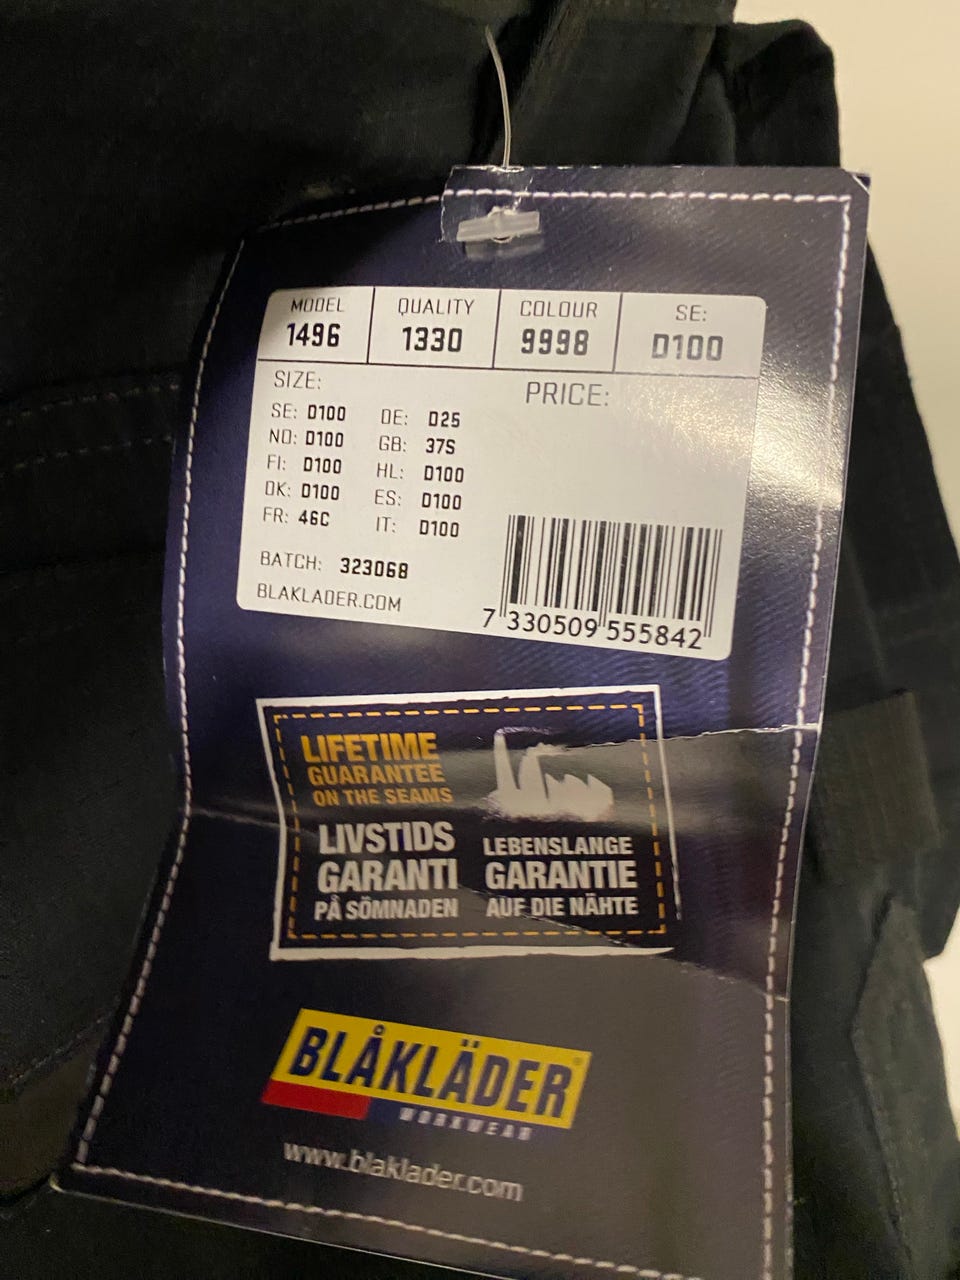 MODEL QUALITY COLOUR SE:
1496 1330 9998 D100
SIZE: PRICE:
SE: D100 DE: D25
NO: D100 GB: 37S
FI: D100 HL: D100
DK: D100 ES: D100
FR: 46C IT: D100
BATCH: 323068
BLAKLADER.COM
7 330509 555842
LIFETIME
GUARANTEE
ON THE SEAMS
LIVSTIDS
GARANTI
PÅ SÖMNADEN
LEBENSLANGE
GARANTIE
AUF DIE NÄHTE
BLÅKLÄDER®
WORKWEAR
www.blaklader.com